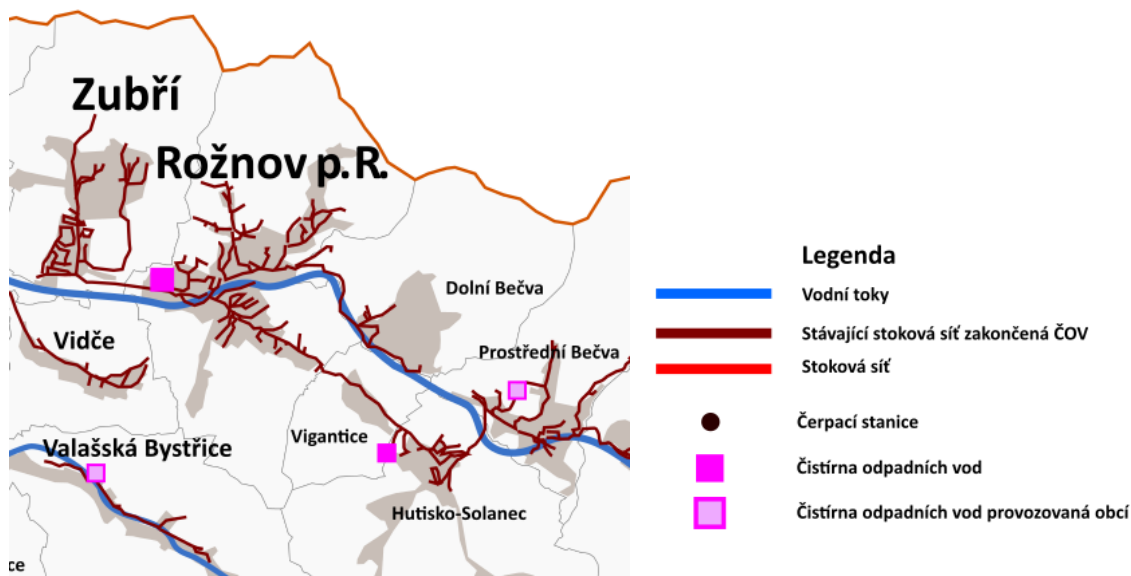 Zubří
Rožnov p.R.
Dolní Bečva
Vidče
Prostřední Bečva
Vigantice
Valašská Bystřice
Hutisko-Solanec
ce
Legenda
Vodní toky
Stávající stoková síť zakončená ČOV
Stoková síť
Čerpací stanice
Čistírna odpadních vod
Čistírna odpadních vod provozovaná obcí